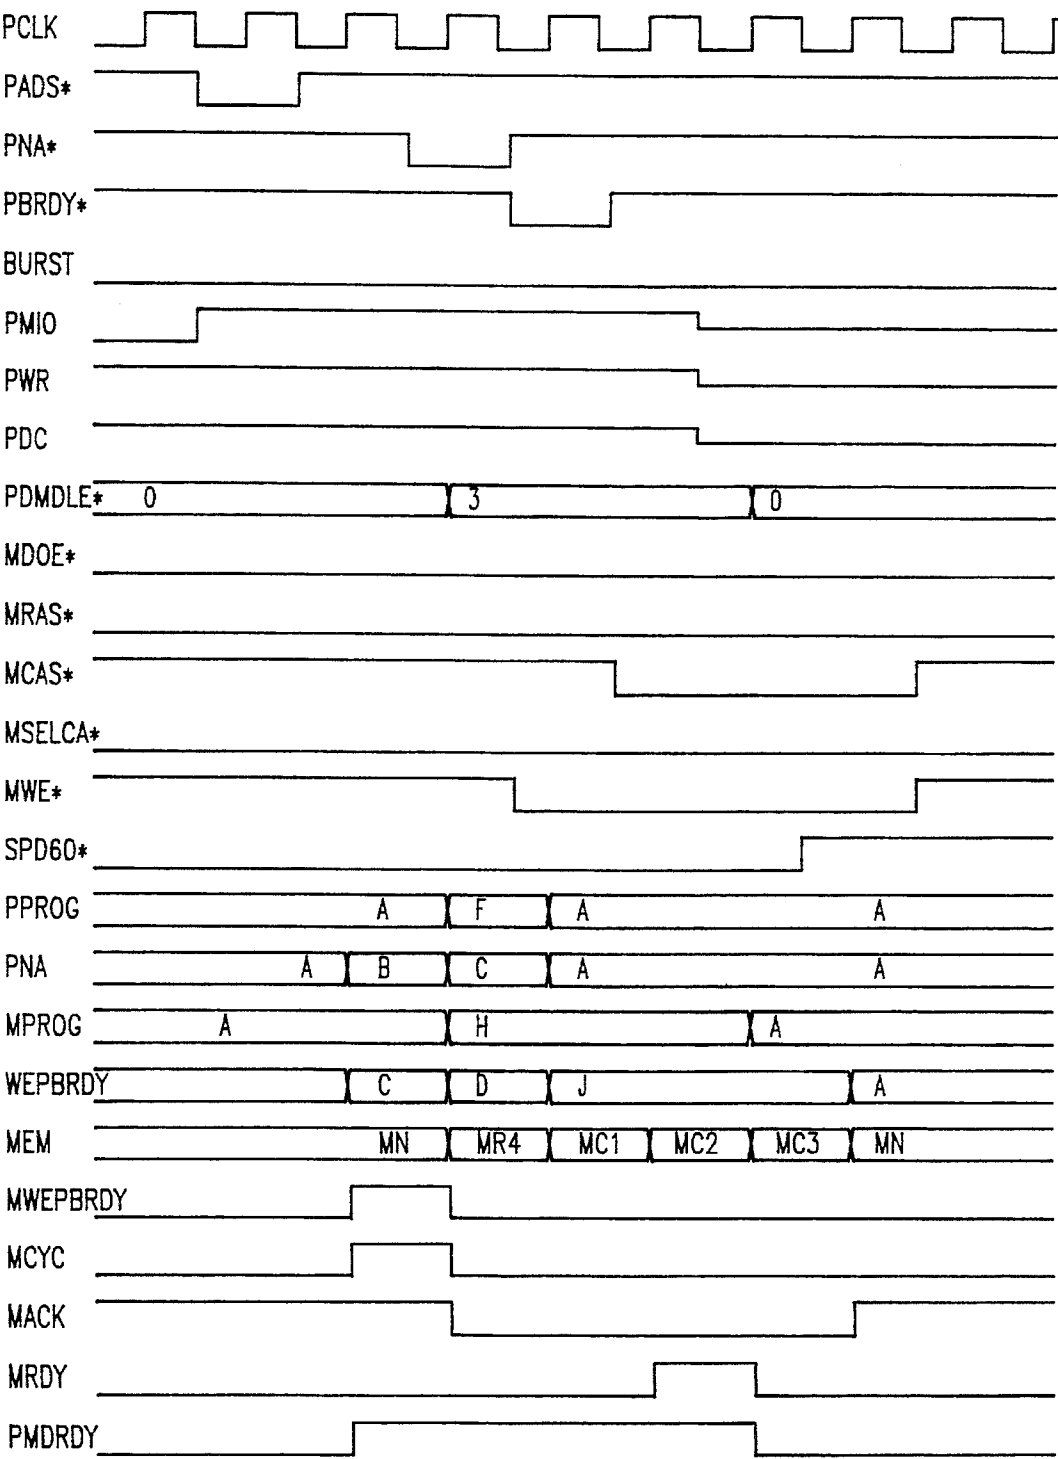 PCLK
PADS*
PNA*
PBRDY*
BURST
PMIO
PWR
PDC
PDMDLE* 0 3 0
MDOE*
MRAS*
MCAS*
MSELCA*
MWE*
SPD60*
PPROG A F A A
PNA A B C A A
MPROG A H A
WEPBRDY C D J A
MEM MN MR4 MC1 MC2 MC3 MN
MWEPBRDY
MCYC
MACK
MRDY
PMDRDY